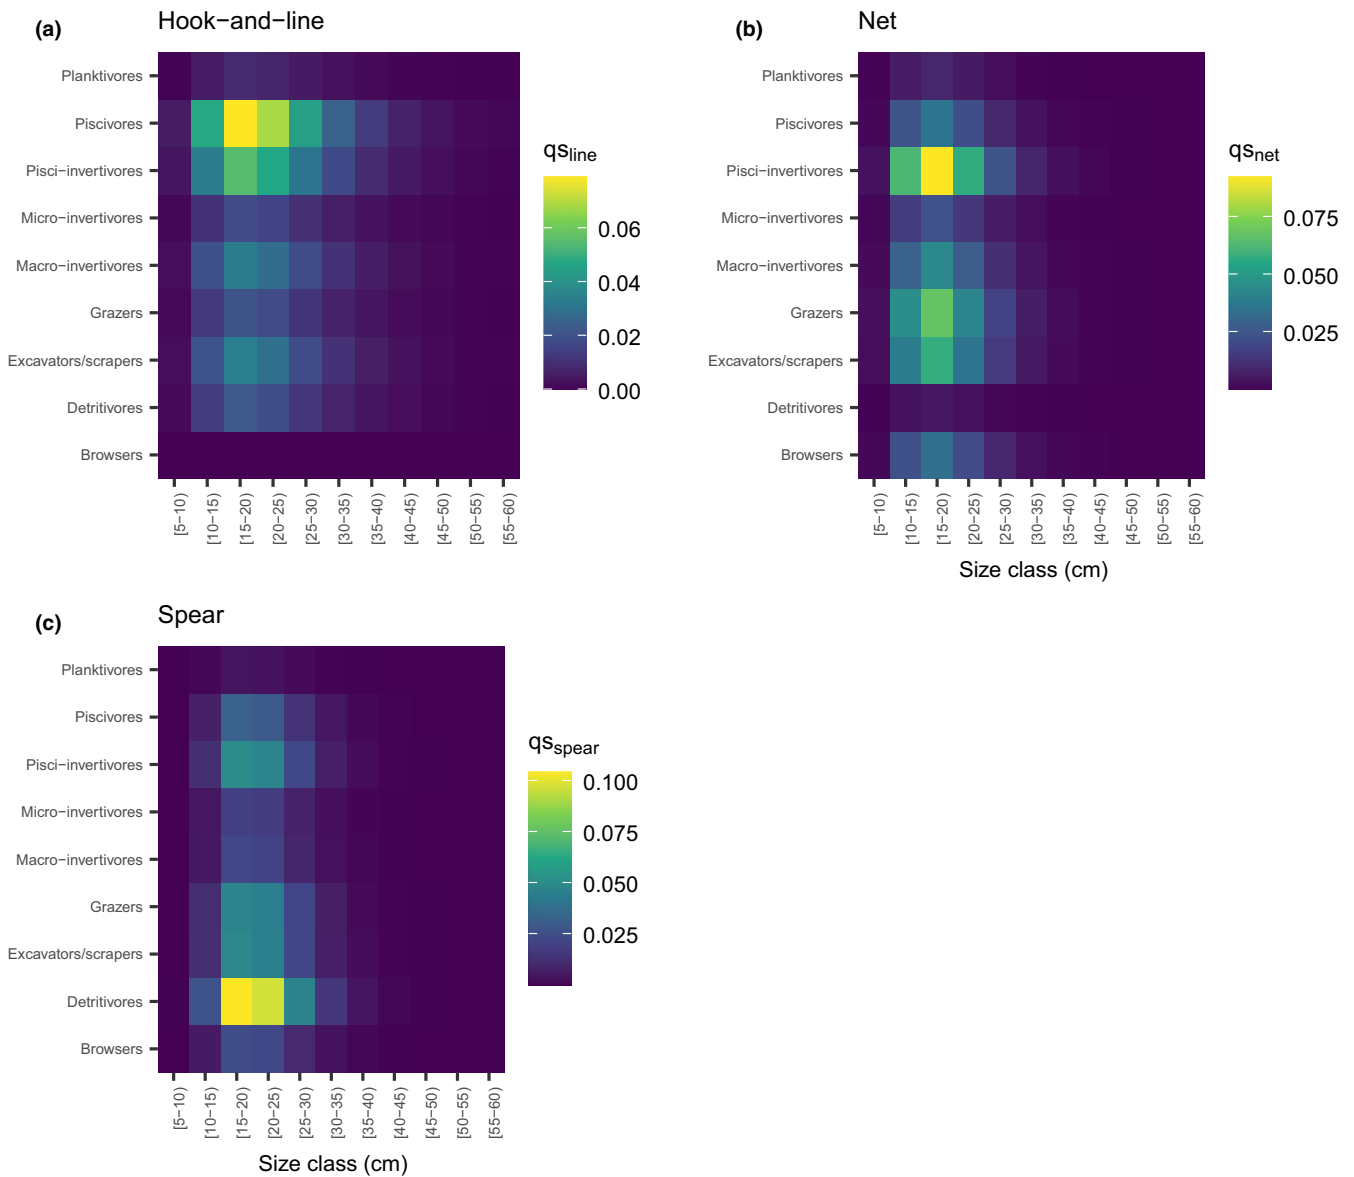 (a) Hook−and−line
Planktivores
Piscivores
Pisci−invertivores
Micro−invertivores
Macro−invertivores
Grazers
Excavators/scrapers
Detritivores
Browsers
[5−10)
[10−15)
[15−20)
[20−25)
[25−30)
[30−35)
[35−40)
[40−45)
[45−50)
[50−55)
[55−60)
qsline
0.06
0.04
0.02
0.00
(b) Net
Planktivores
Piscivores
Pisci−invertivores
Micro−invertivores
Macro−invertivores
Grazers
Excavators/scrapers
Detritivores
Browsers
[5−10)
[10−15)
[15−20)
[20−25)
[25−30)
[30−35)
[35−40)
[40−45)
[45−50)
[50−55)
[55−60)
Size class (cm)
qsnet
0.075
0.050
0.025
(c) Spear
Planktivores
Piscivores
Pisci−invertivores
Micro−invertivores
Macro−invertivores
Grazers
Excavators/scrapers
Detritivores
Browsers
[5−10)
[10−15)
[15−20)
[20−25)
[25−30)
[30−35)
[35−40)
[40−45)
[45−50)
[50−55)
[55−60)
Size class (cm)
qsspear
0.100
0.075
0.050
0.025